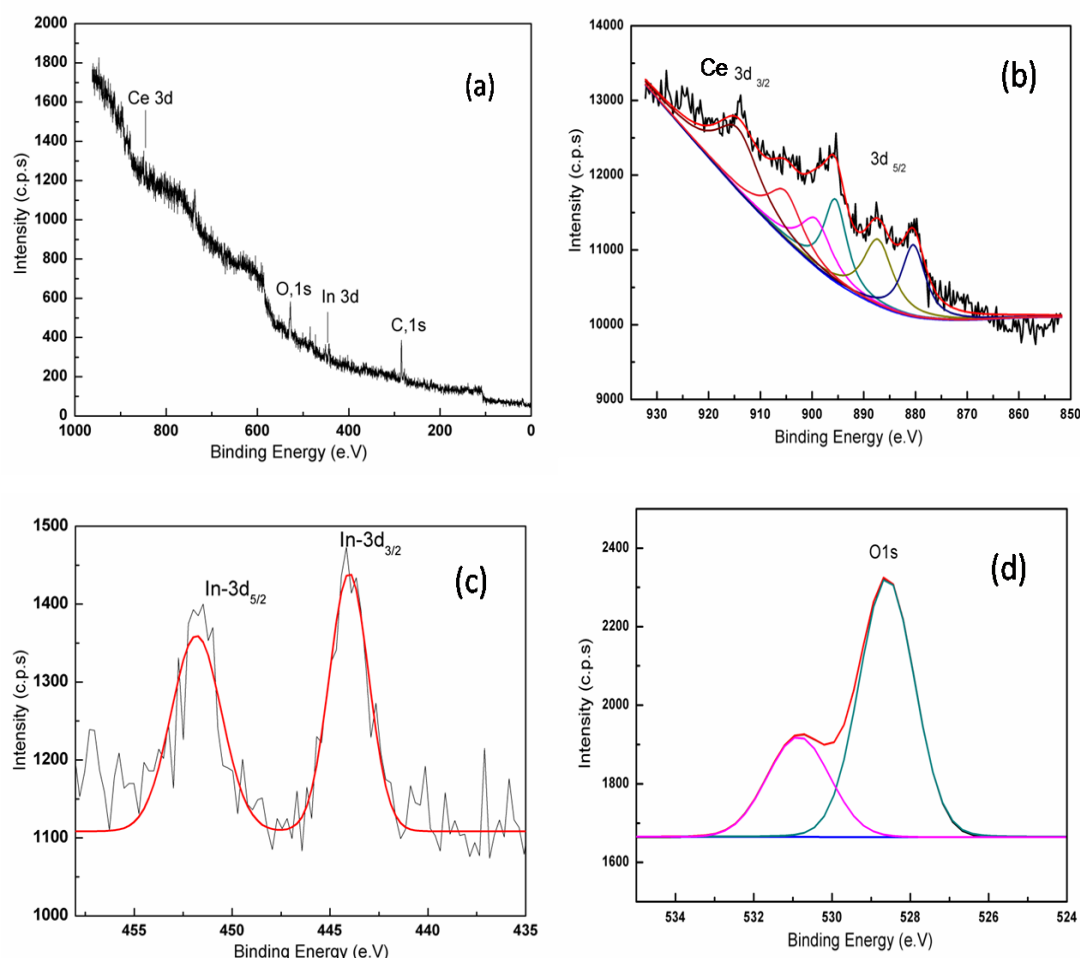 2000
1800
1600
1400
1200
1000
800
600
400
200
0
1000
800
600
400
200
0
Intensity (c.p.s)
Binding Energy (e.V)
(a)
Ce 3d
O,1s
In 3d
C,1s
14000
13000
12000
11000
10000
9000
930
920
910
900
890
880
870
860
850
Intensity (c.p.s)
Binding Energy (e.V)
Ce 3d 3/2
(b)
3d 5/2
1500
1400
1300
1200
1100
1000
455
450
445
440
435
Intensity (c.p.s)
Binding Energy (e.V)
In-3d3/2
In-3d5/2
(c)
2400
2200
2000
1800
1600
534
532
530
528
526
524
Intensity (c.p.s)
Binding Energy (e.V)
O1s
(d)